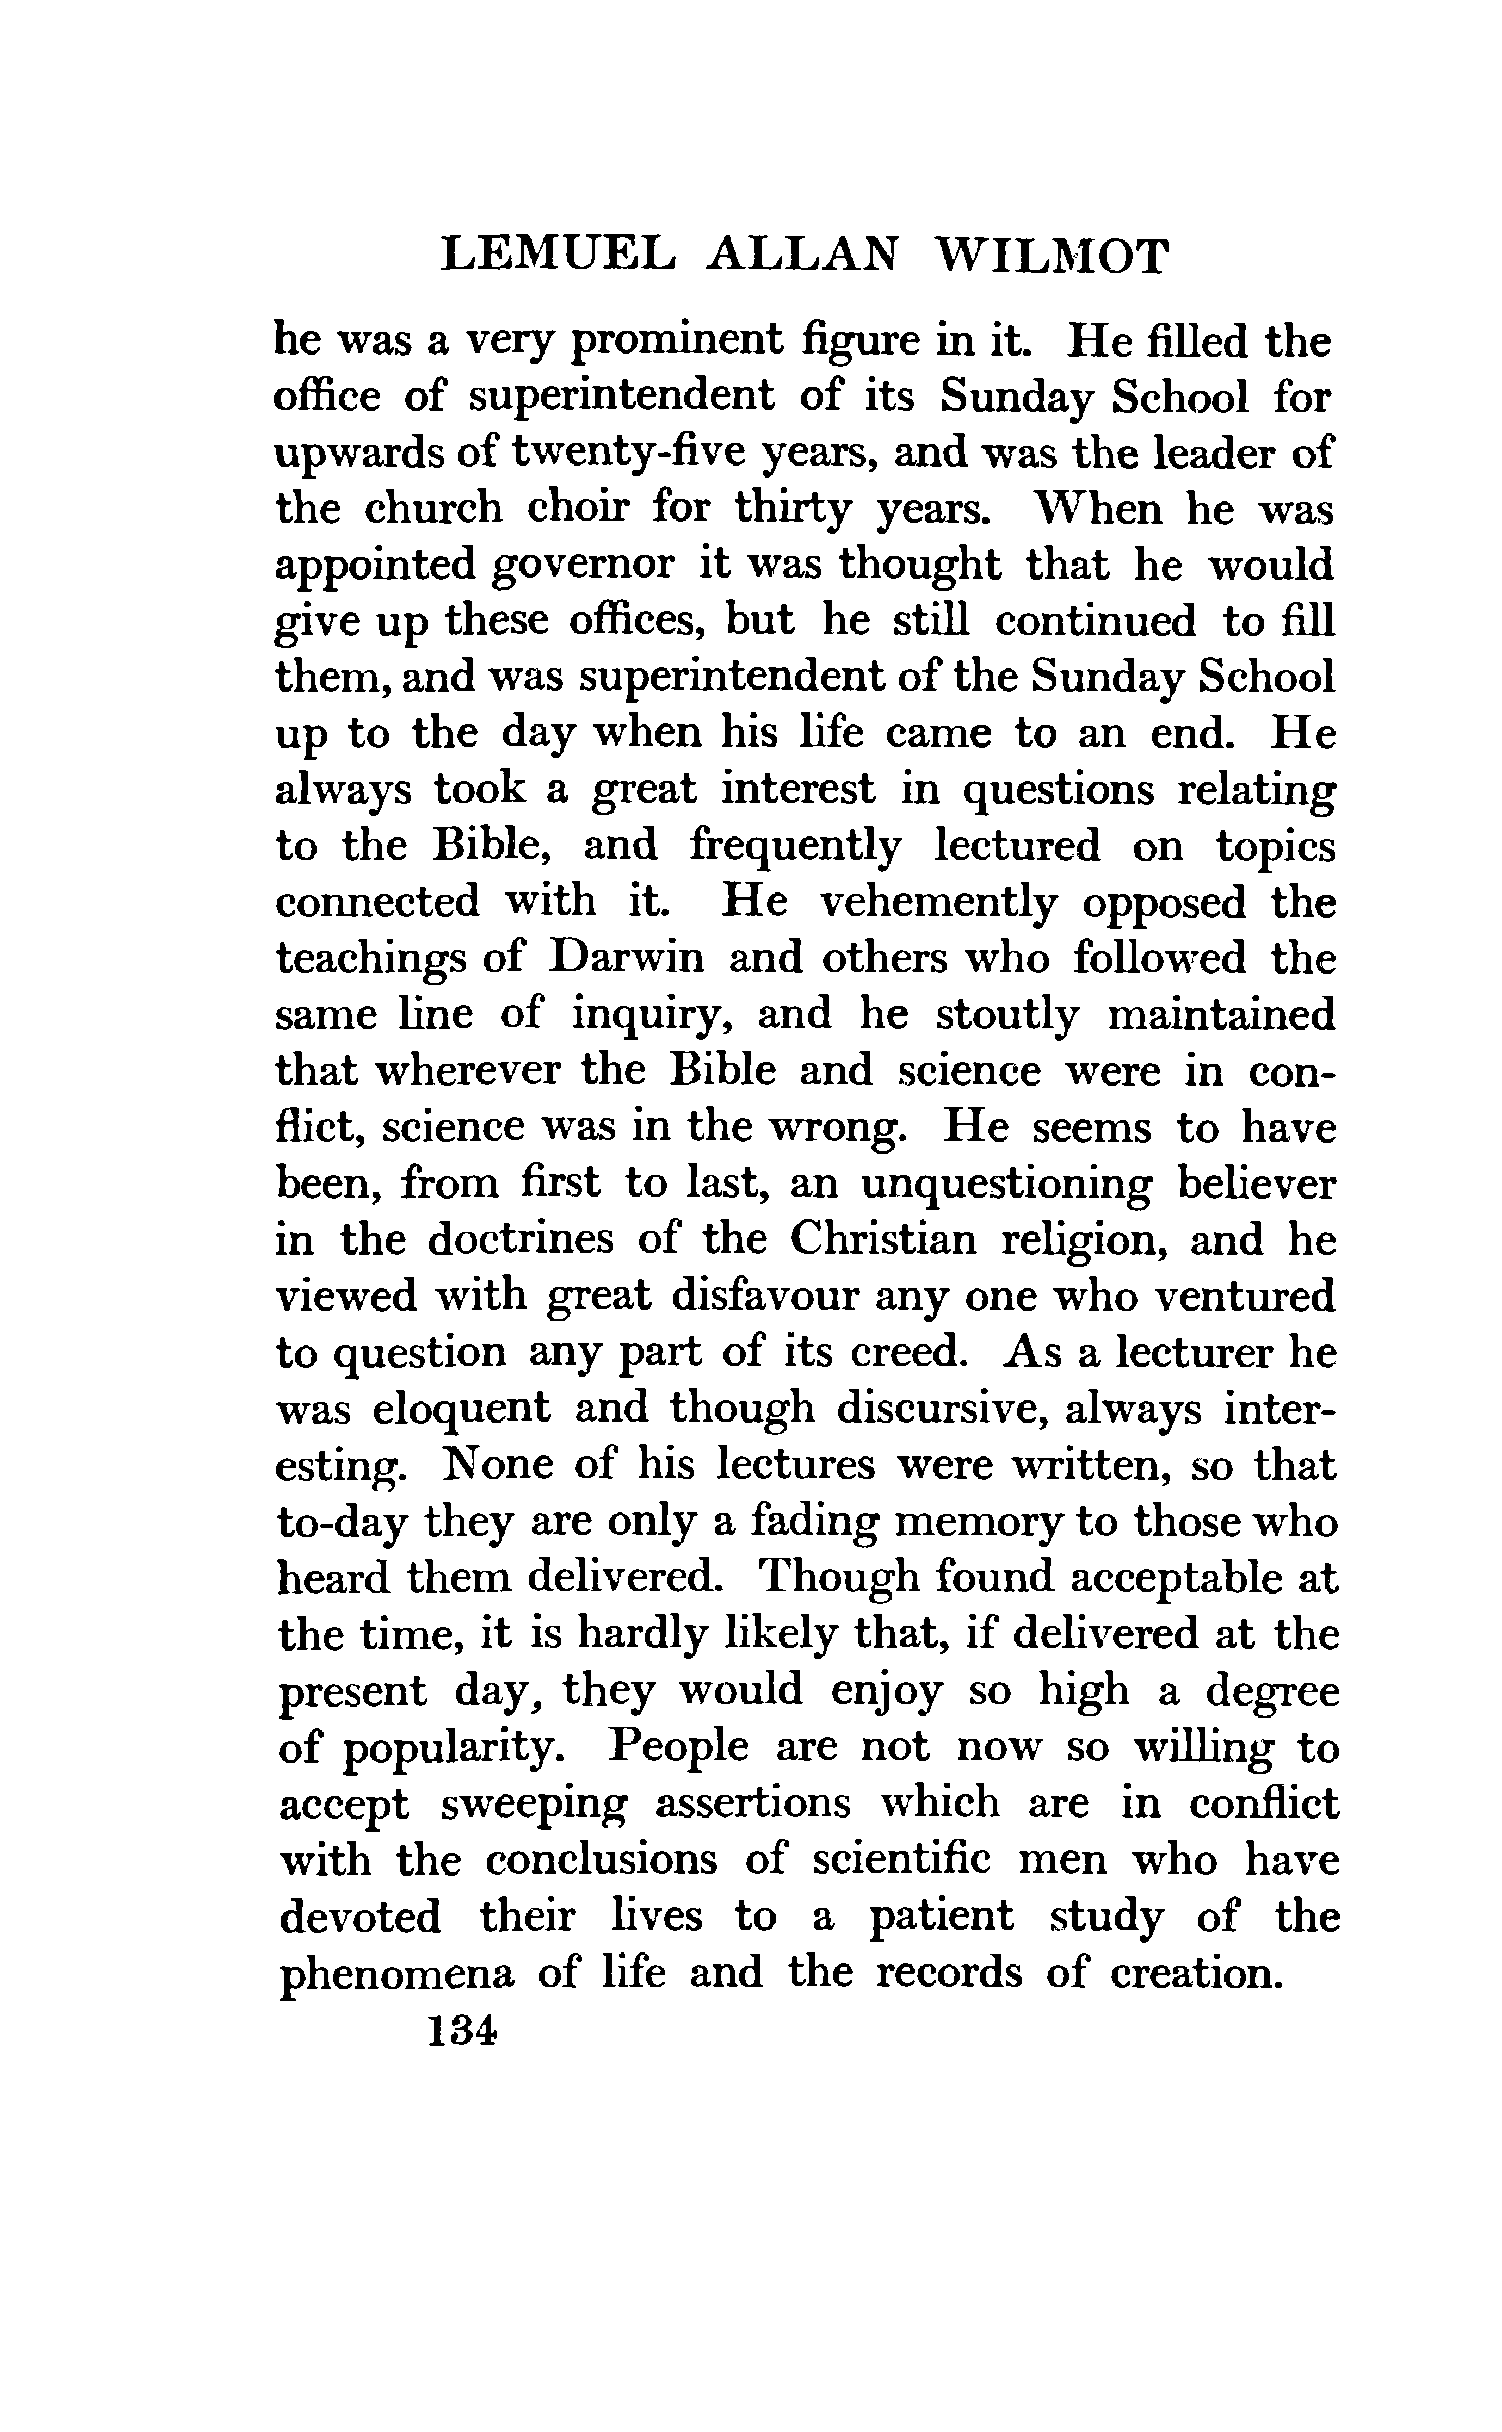 LEMUEL ALLAN WILMOT
he was a very prominent figure in it. He filled the
office of superintendent of its Sunday School for
upwards of twenty-five years, and was the leader of
the church choir for thirty years. When he was
appointed governor it was thought that he would
give up these offices, but he still continued to fill
them, and was superintendent of the Sunday School
up to the day when his life came to an end. He
always took a great interest in questions relating
to the Bible, and frequently lectured on topics
connected with it. He vehemently opposed the
teachings of Darwin and others who followed the
same line of inquiry, and he stoutly maintained
that wherever the Bible and science were in con-
flict, science was in the wrong. He seems to have
been, from first to last, an unquestioning believer
in the doctrines of the Christian religion, and he
viewed with great disfavour any one who ventured
to question any part of its creed. As a lecturer he
was eloquent and though discursive, always inter-
esting. None of his lectures were written, so that
to-day they are only a fading memory to those who
heard them delivered. Though found acceptable at
the time, it is hardly likely that, if delivered at the
present day, they would enjoy so high a degree
of popularity. People are not now so willing to
accept sweeping assertions which are in conflict
with the conclusions of scientific men who have
devoted their lives to a patient study of the
phenomena of life and the records of creation.
134